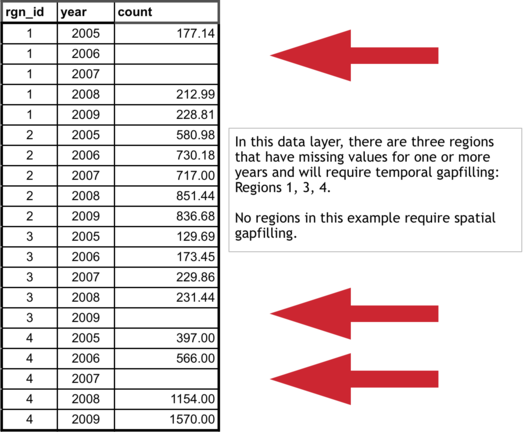 rgn_id year count
1 2005 177.14
1 2006
1 2007
1 2008 212.99
1 2009 228.81
2 2005 580.98
2 2006 730.18
2 2007 717.00
2 2008 851.44
2 2009 836.68
3 2005 129.69
3 2006 173.45
3 2007 229.86
3 2008 231.44
3 2009
4 2005 397.00
4 2006 566.00
4 2007
4 2008 1154.00
4 2009 1570.00
In this data layer, there are three regions
that have missing values for one or more
years and will require temporal gapfilling:
Regions 1, 3, 4.
No regions in this example require spatial
gapfilling.